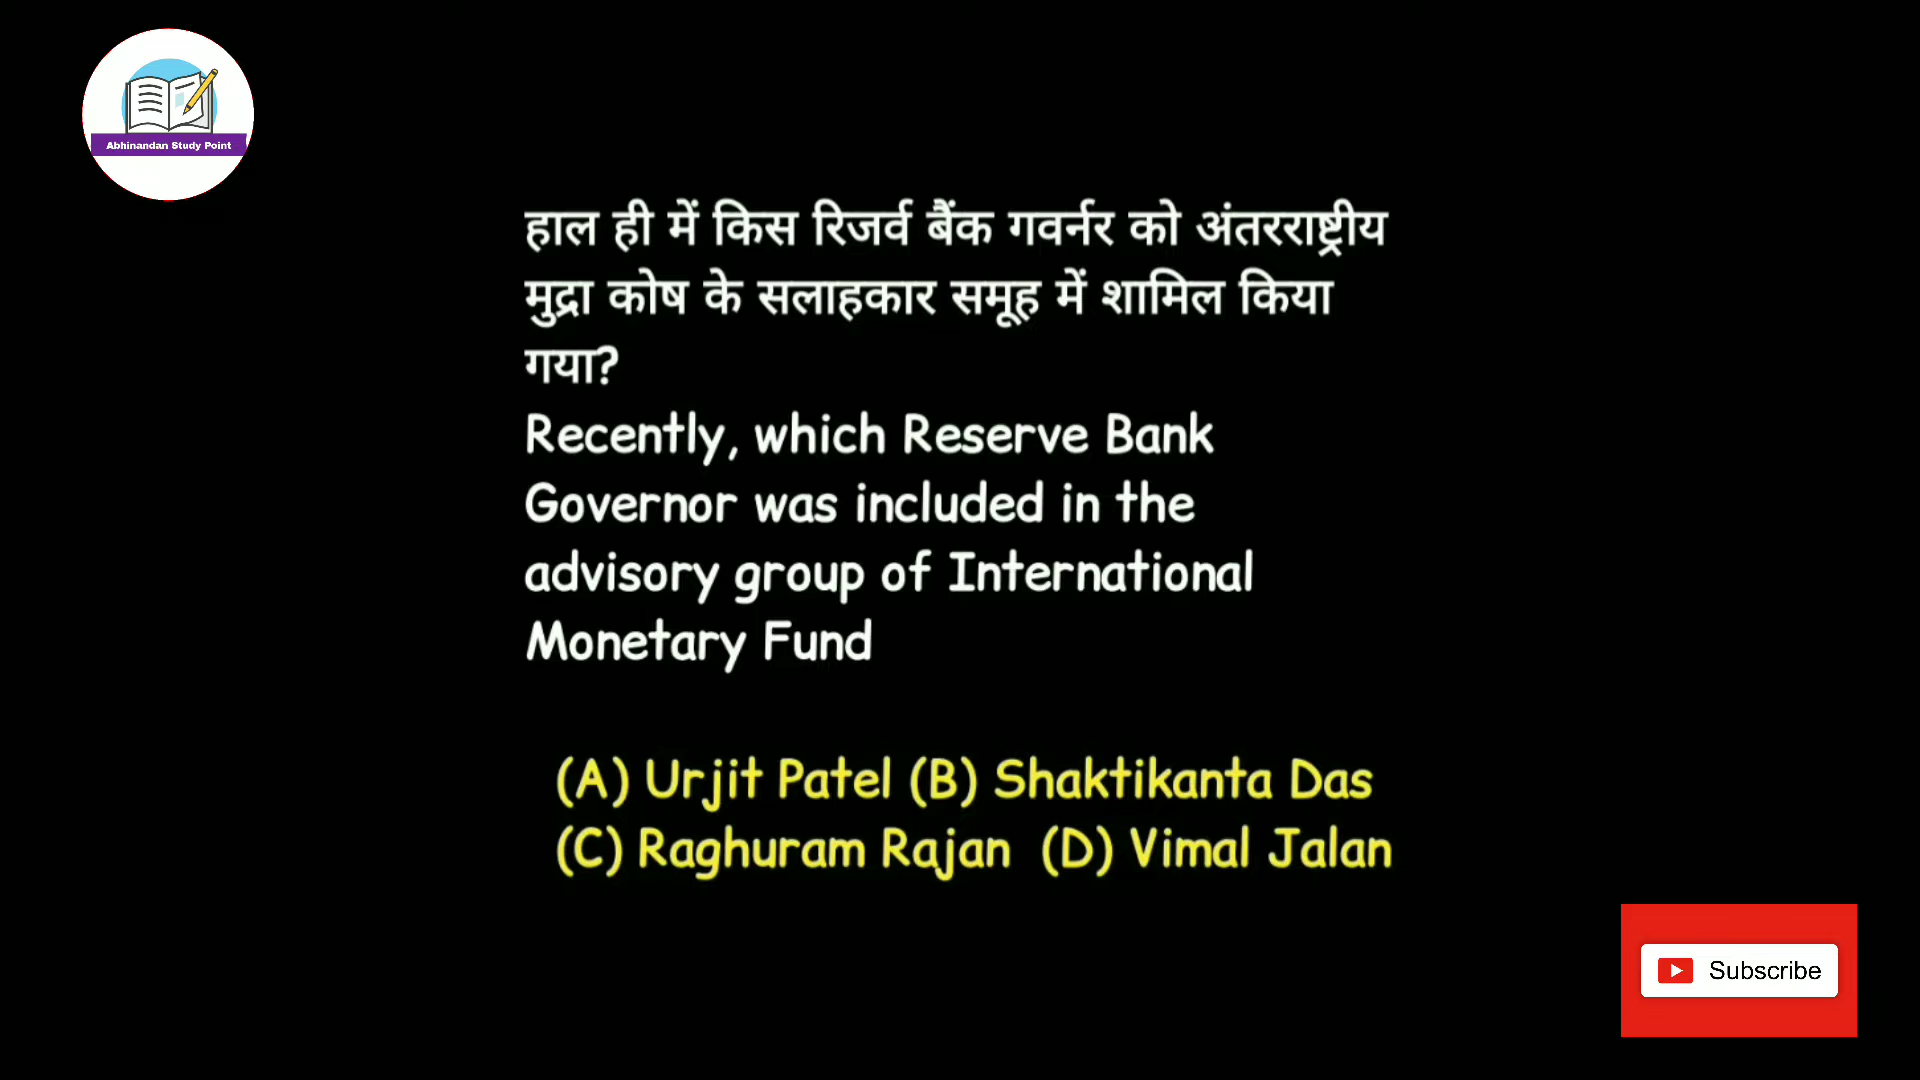 Abhinandan Study Point
हाल ही में किस रिजर्व बैंक गवर्नर को अंतरराष्ट्रीय
मुद्रा कोष के सलाहकार समूह में शामिल किया
गया?
Recently, which Reserve Bank
Governor was included in the
advisory group of International
Monetary Fund
(A) Urjit Patel (B) Shaktikanta Das
(C) Raghuram Rajan (D) Vimal Jalan
Subscribe